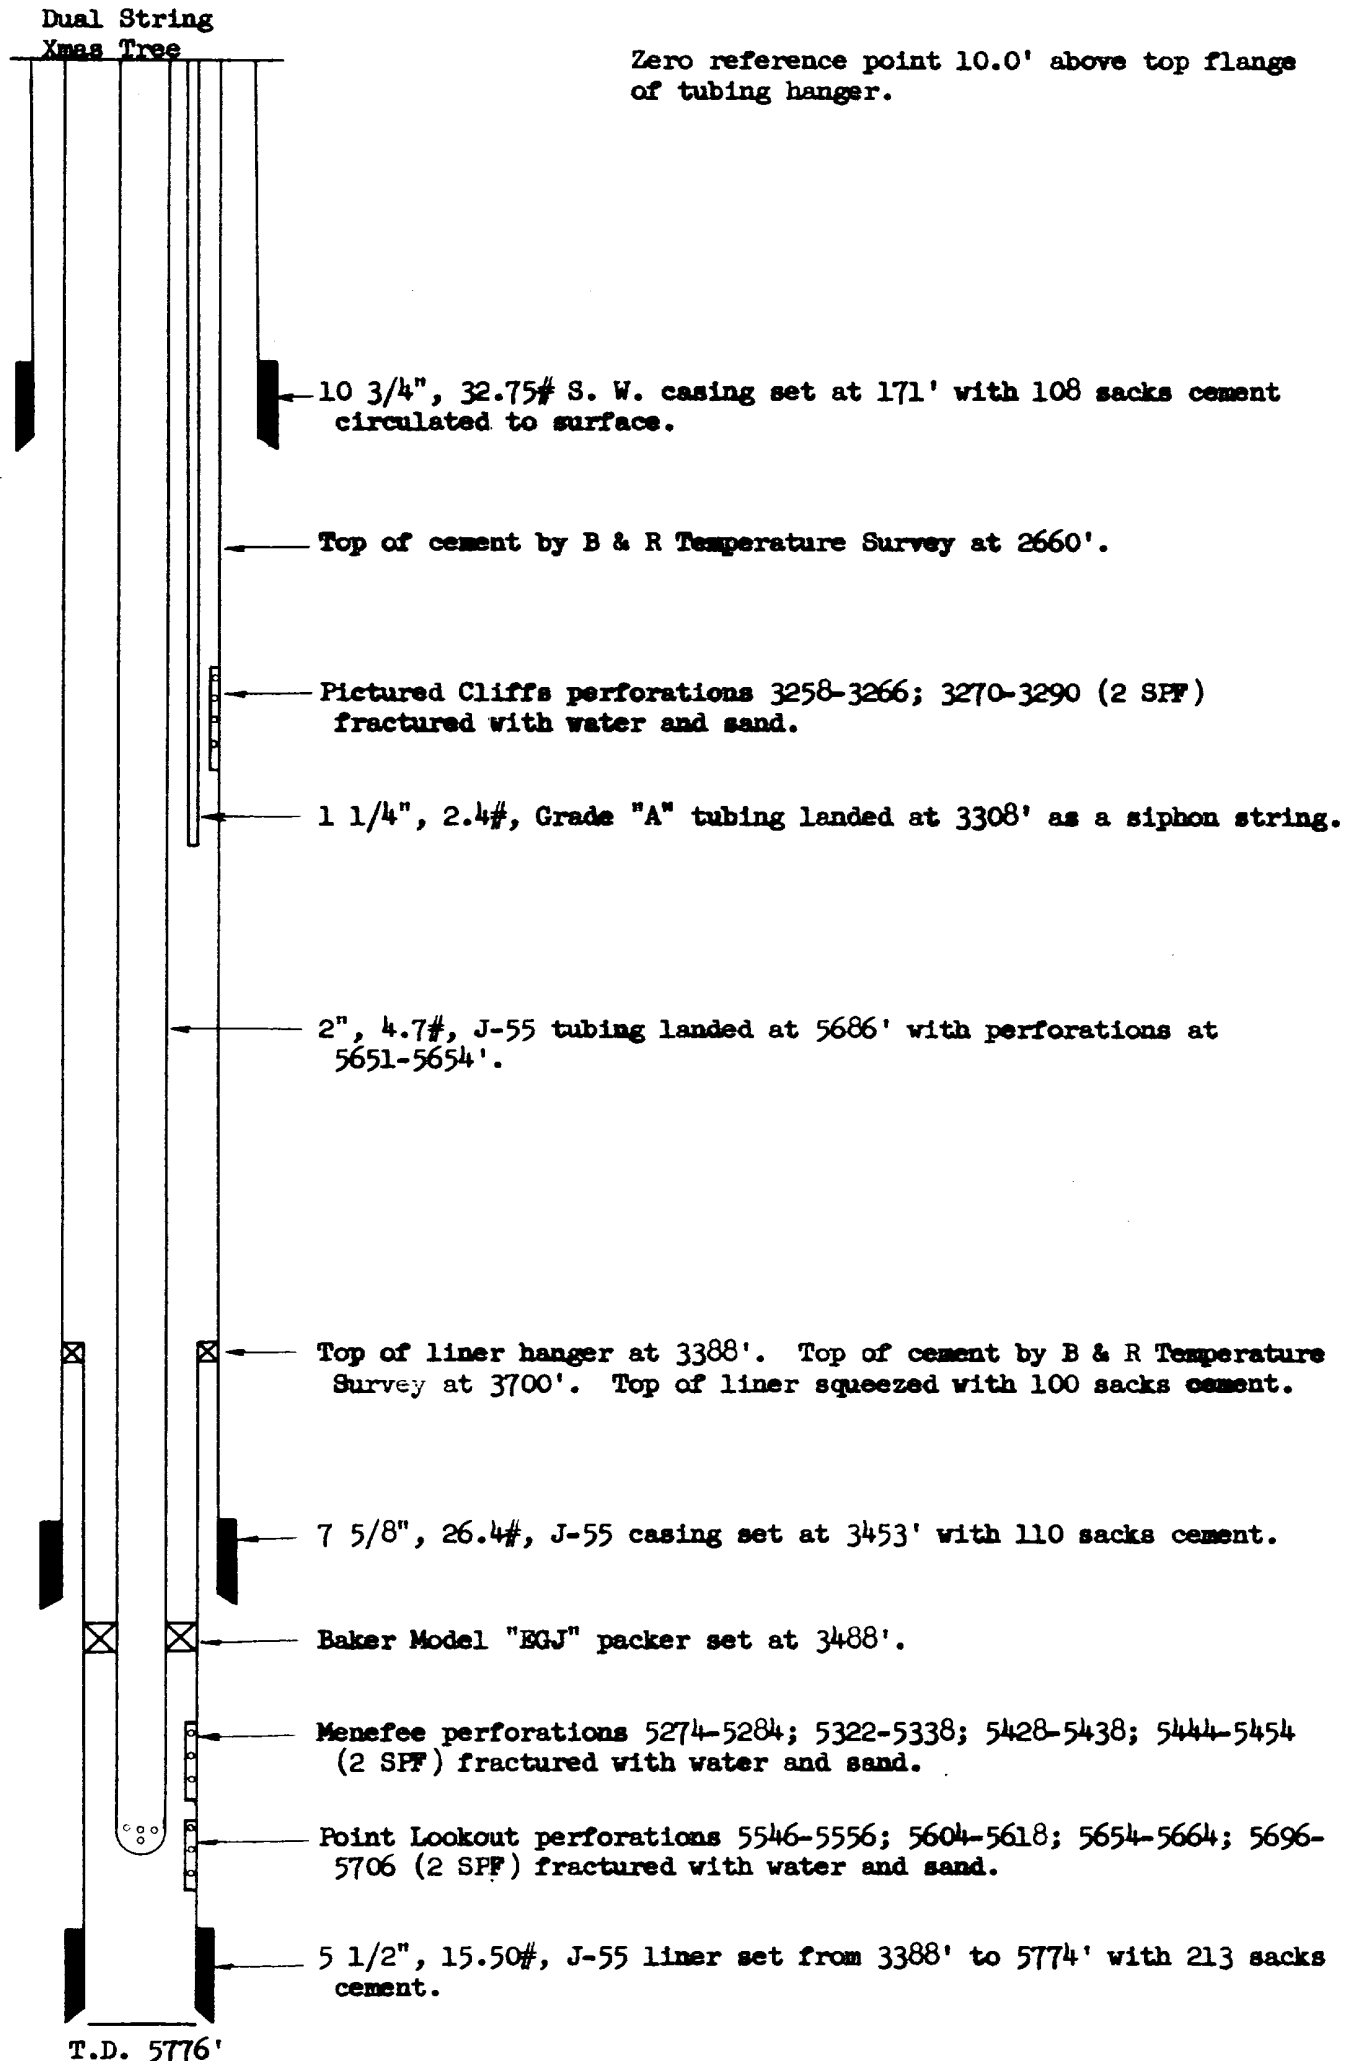 Dual String
Xmas Tree
Zero reference point 10.0' above top flange
of tubing hanger.
10 3/4", 32.75# S. W. casing set at 171' with 108 sacks cement
circulated to surface.
Top of cement by B & R Temperature Survey at 2660'.
Pictured Cliffs perforations 3258-3266; 3270-3290 (2 SPF)
fractured with water and sand.
1 1/4", 2.4#, Grade "A" tubing landed at 3308' as a siphon string.
2", 4.7#, J-55 tubing landed at 5686' with perforations at
5651-5654'.
Top of liner hanger at 3388'. Top of cement by B & R Temperature
Survey at 3700'. Top of liner squeezed with 100 sacks cement.
7 5/8", 26.4#, J-55 casing set at 3453' with 110 sacks cement.
Baker Model "EGJ" packer set at 3488'.
Menefee perforations 5274-5284; 5322-5338; 5428-5438; 5444-5454
(2 SPF) fractured with water and sand.
Point Lookout perforations 5546-5556; 5604-5618; 5654-5664; 5696-
5706 (2 SPF) fractured with water and sand.
5 1/2", 15.50#, J-55 liner set from 3388' to 5774' with 213 sacks
cement.
T.D. 5776'